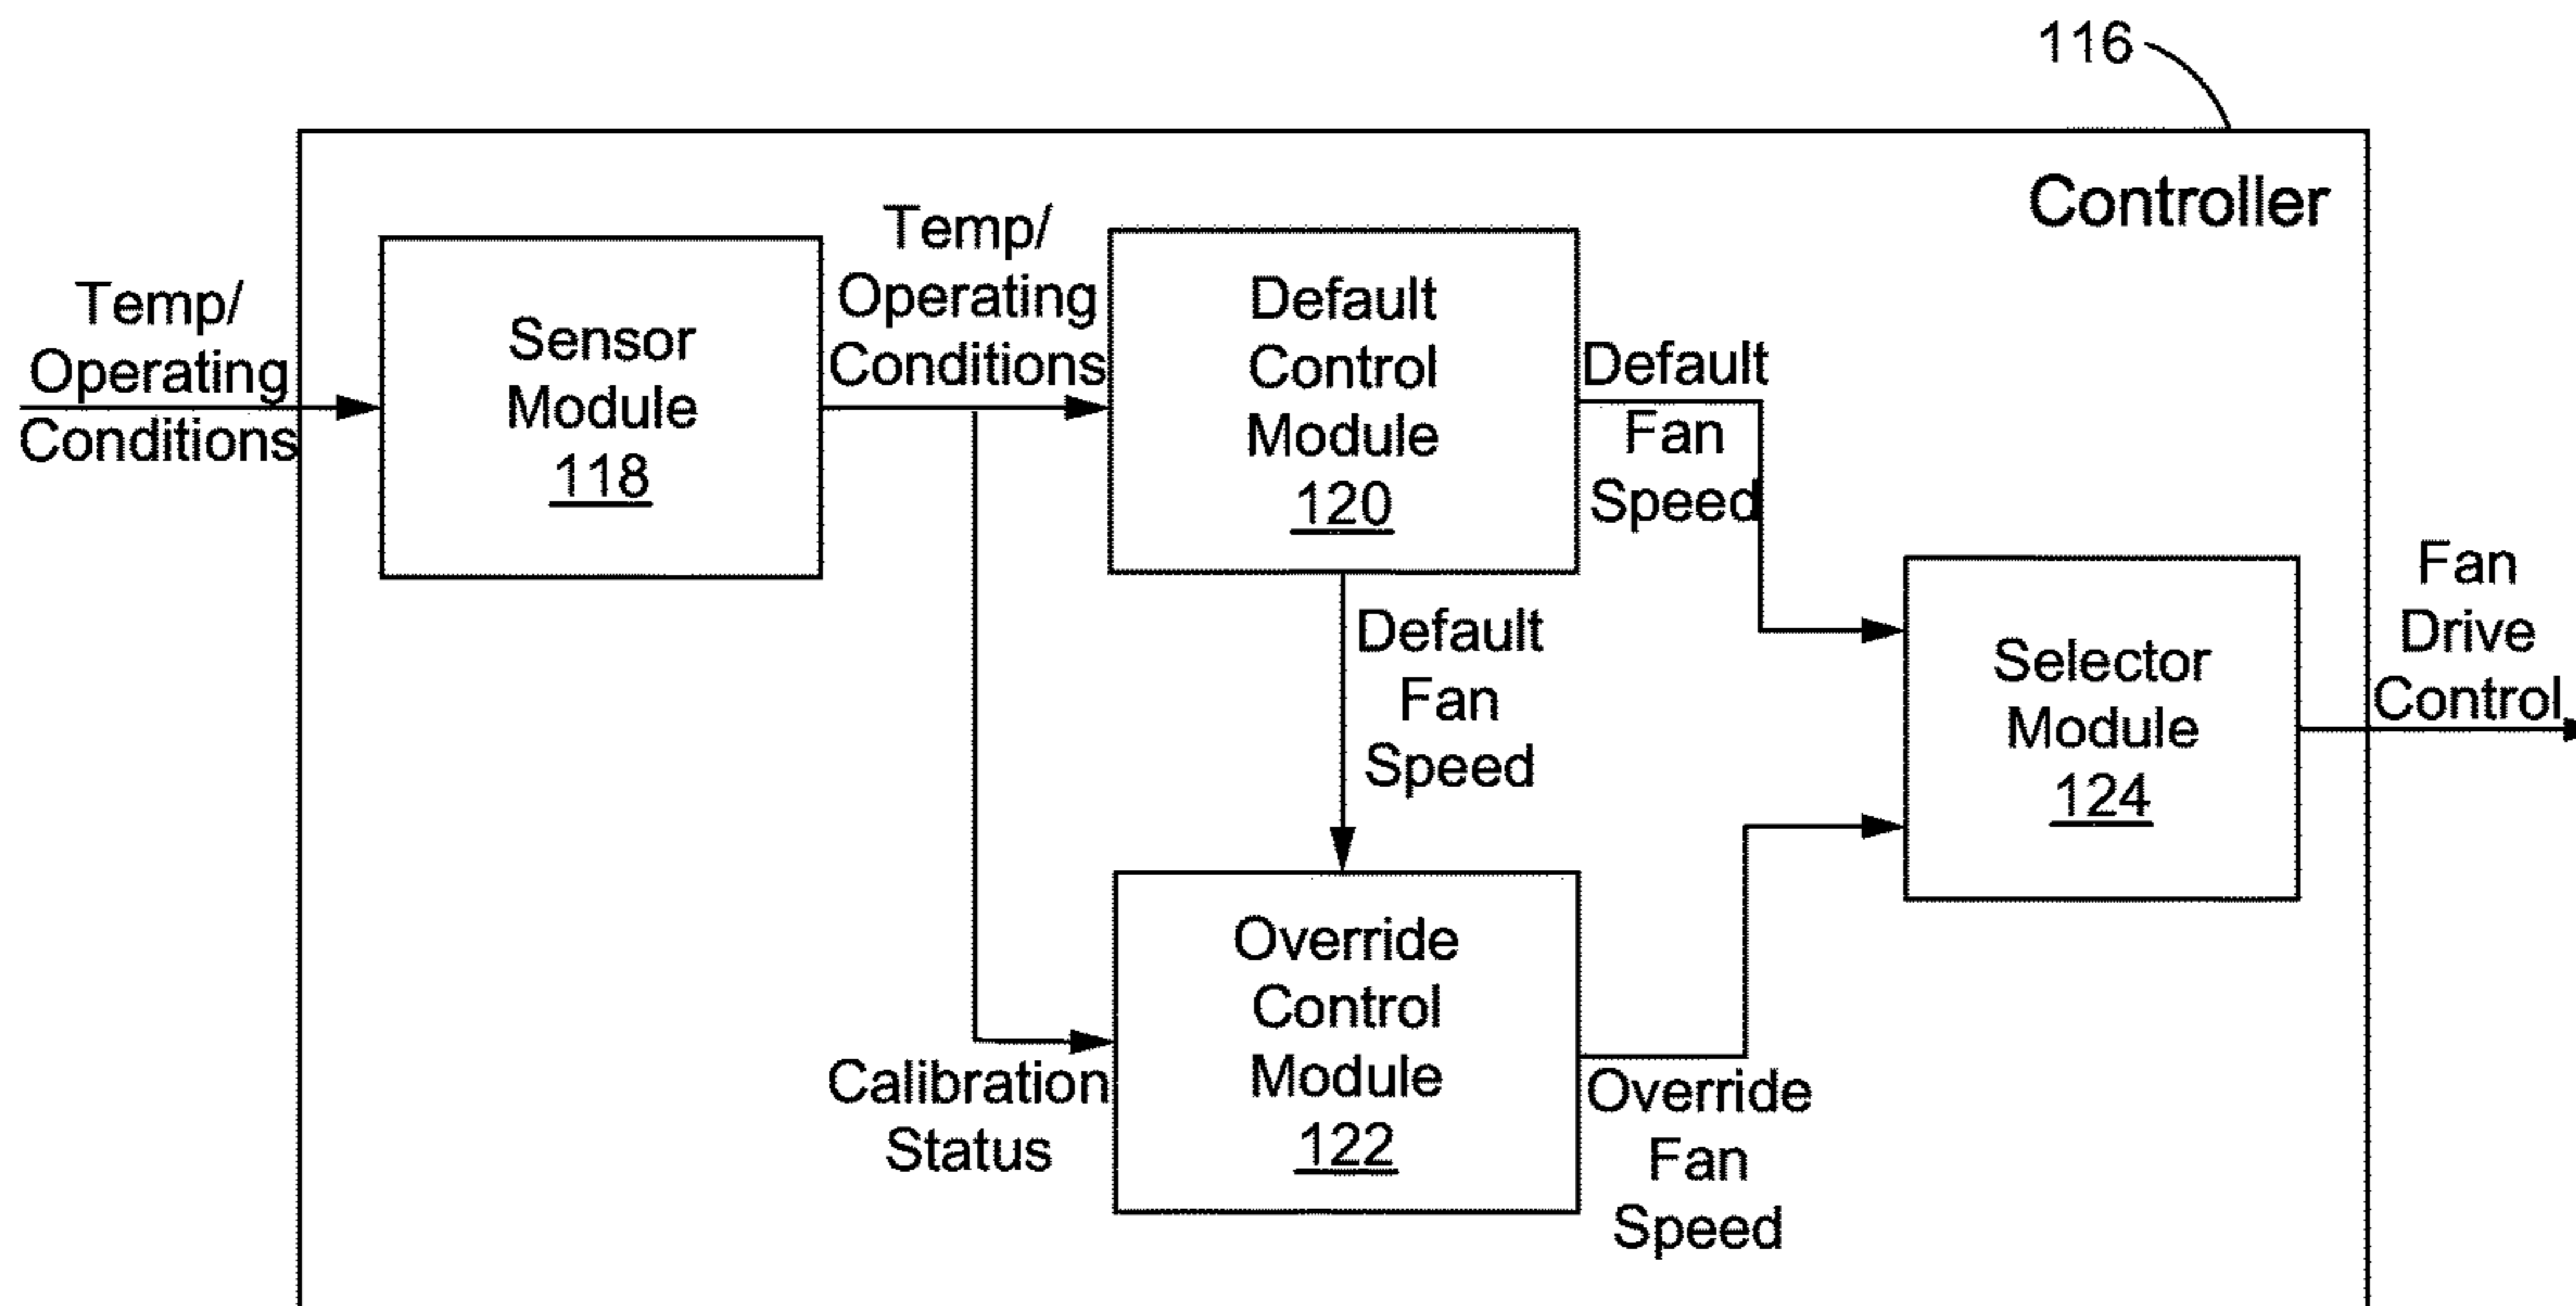 116
Controller
Temp/
Operating
Conditions
Sensor
Module
118
Temp/
Operating
Conditions
Default
Control
Module
120
Default
Fan
Speed
Default
Fan
Speed
Calibration
Status
Override
Control
Module
122
Override
Fan
Speed
Selector
Module
124
Fan
Drive
Control